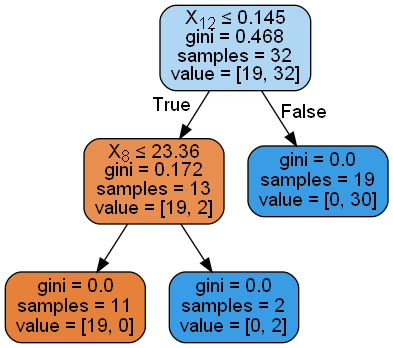 X₁₂ ≤ 0.145
gini = 0.468
samples = 32
value = [19, 32]
True
False
X₈ ≤ 23.36
gini = 0.172
samples = 13
value = [19, 2]
gini = 0.0
samples = 19
value = [0, 30]
gini = 0.0
samples = 11
value = [19, 0]
gini = 0.0
samples = 2
value = [0, 2]